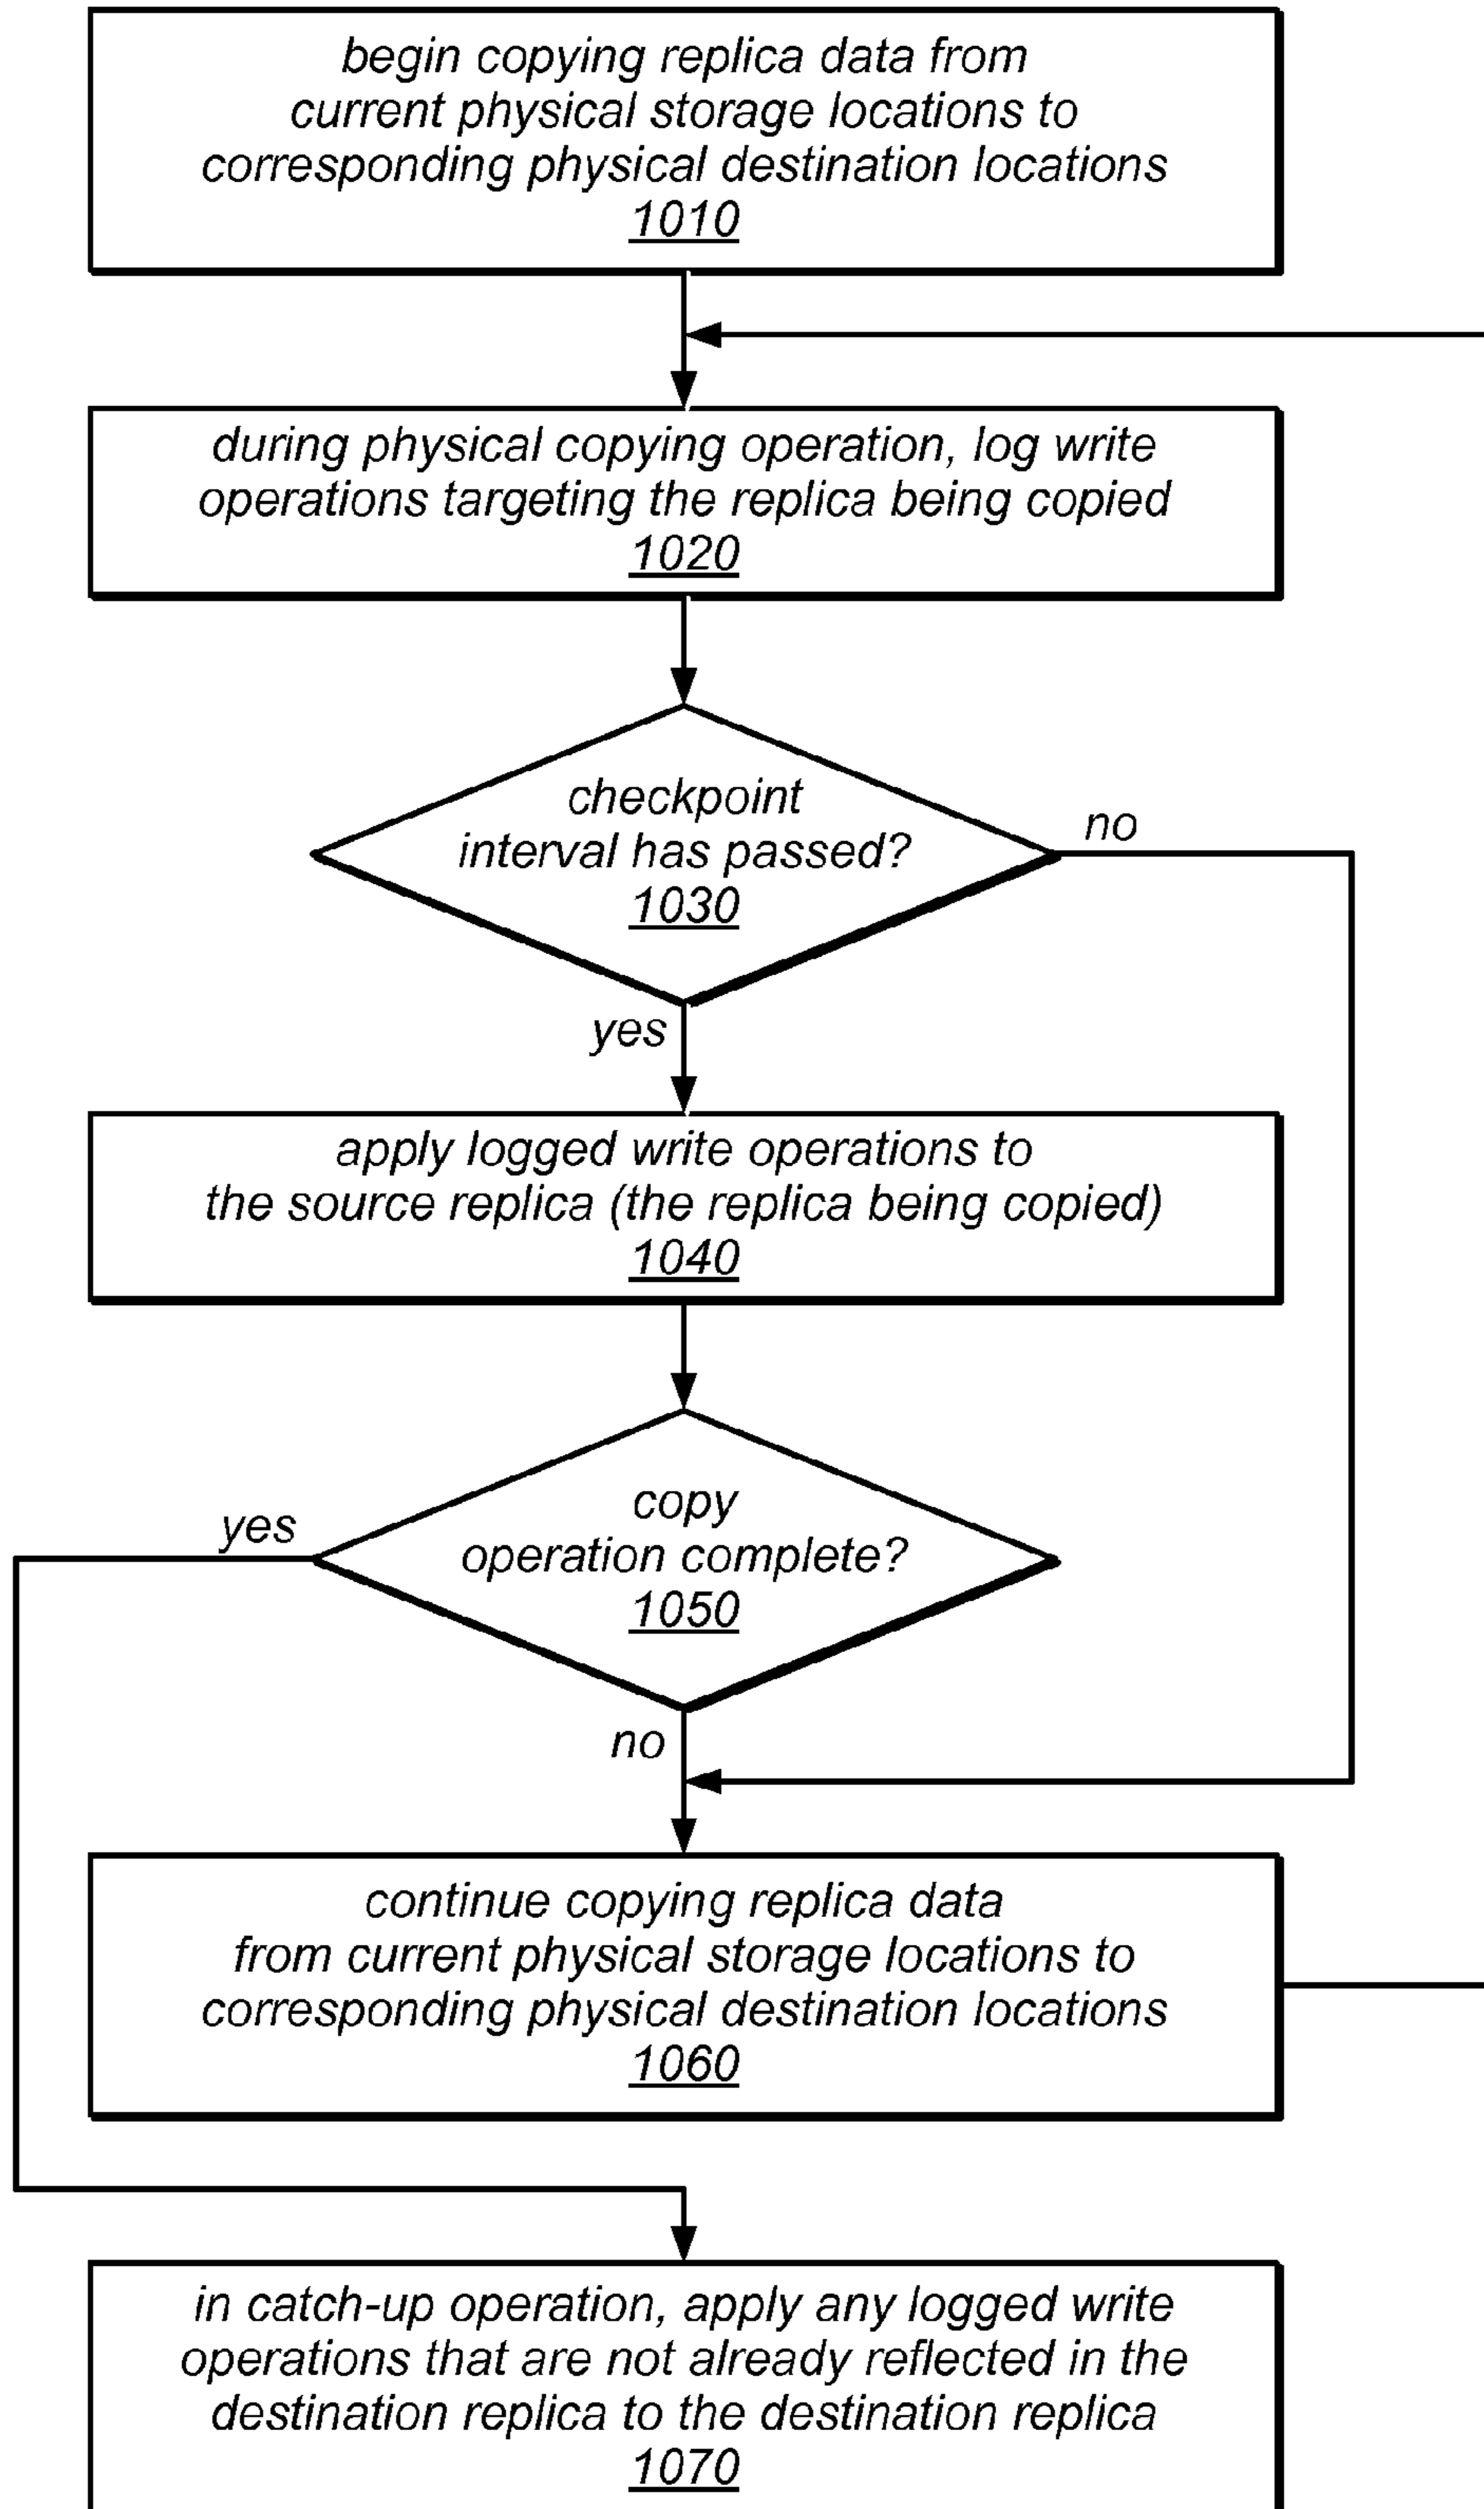 begin copying replica data from
current physical storage locations to
corresponding physical destination locations
1010
during physical copying operation, log write
operations targeting the replica being copied
1020
checkpoint
interval has passed?
1030
no
yes
apply logged write operations to
the source replica (the replica being copied)
1040
copy
operation complete?
1050
yes
no
continue copying replica data
from current physical storage locations to
corresponding physical destination locations
1060
in catch-up operation, apply any logged write
operations that are not already reflected in the
destination replica to the destination replica
1070